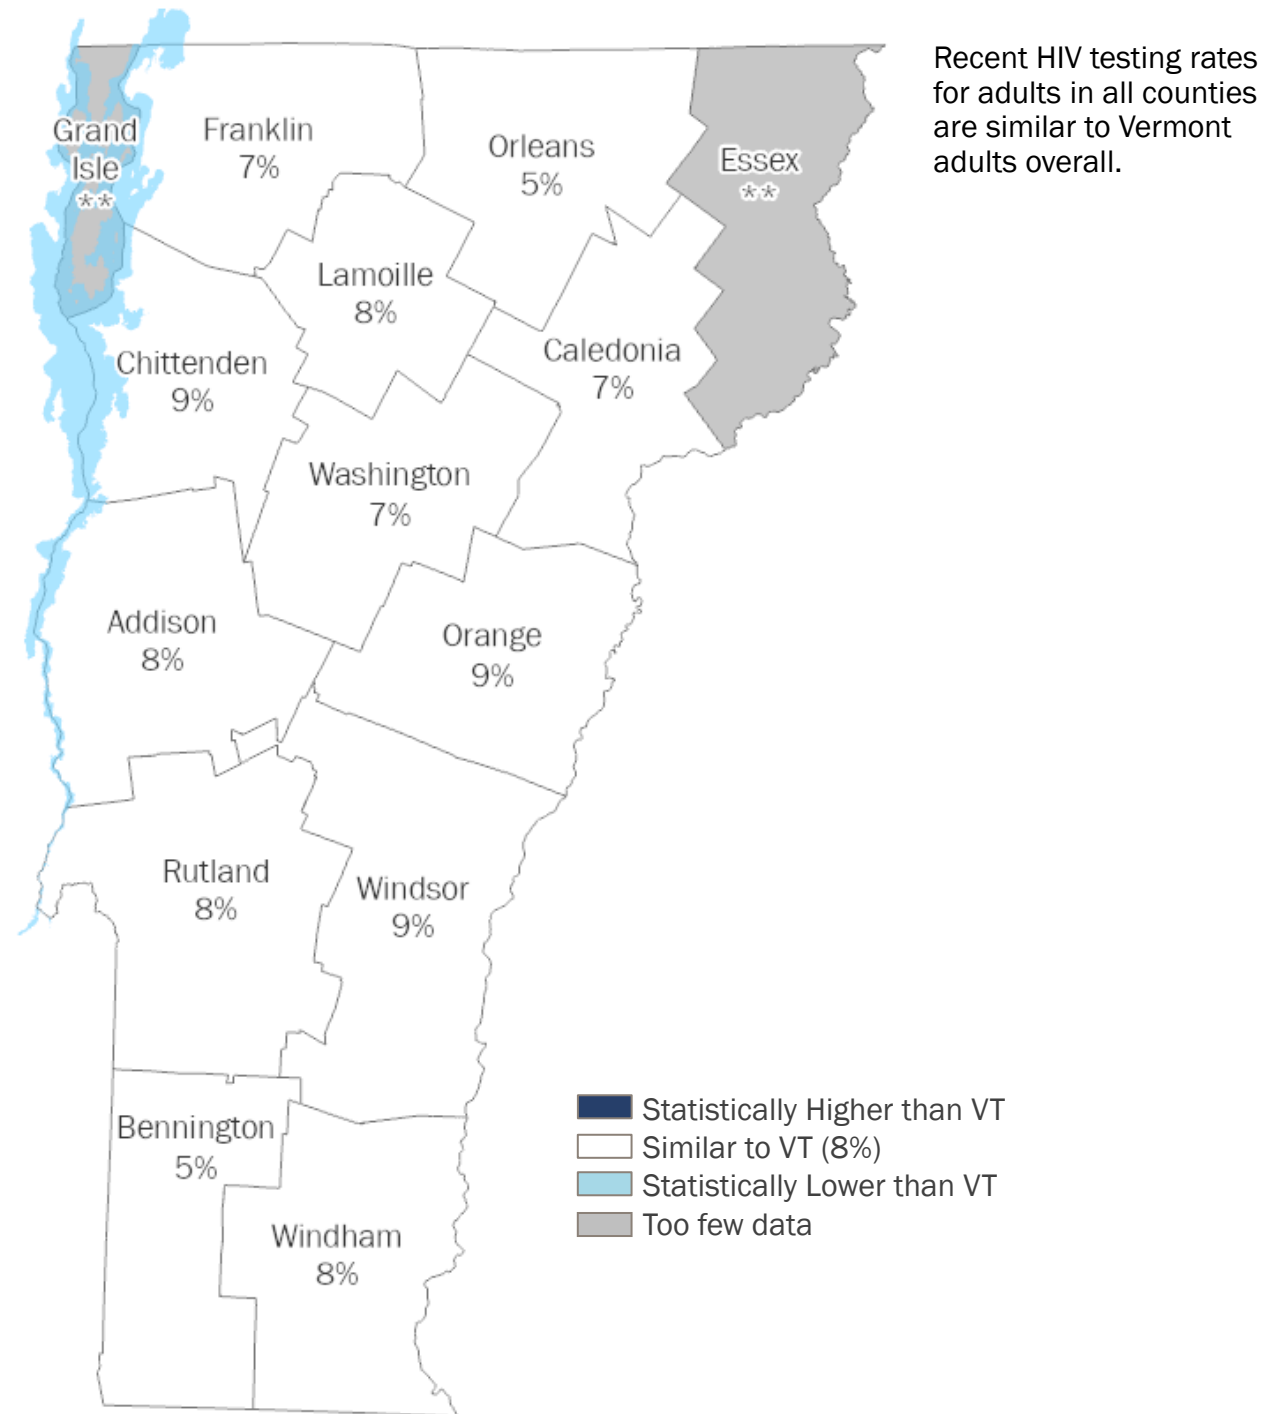 Recent HIV testing rates
for adults in all counties
are similar to Vermont
adults overall.
Grand
Isle
**
Franklin
7%
Orleans
5%
Essex
**
Lamoille
8%
Chittenden
9%
Caledonia
7%
Washington
7%
Addison
8%
Orange
9%
Rutland
8%
Windsor
9%
Bennington
5%
Windham
8%
Statistically Higher than VT
Similar to VT (8%)
Statistically Lower than VT
Too few data